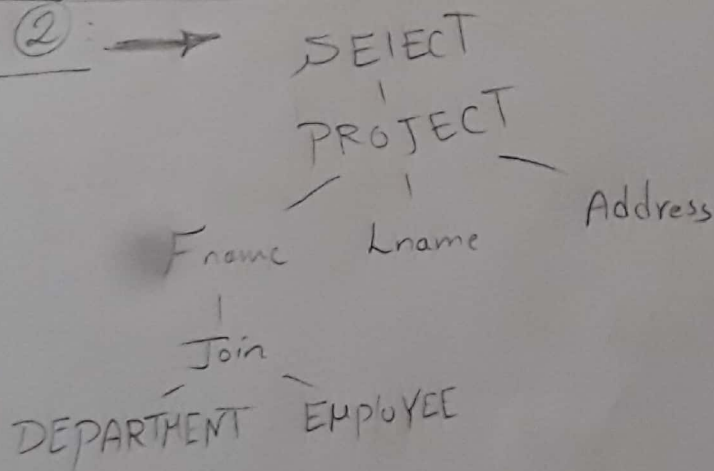 ② :
SElECT
PROJECT
Fname Lname Address
Join
DEPARTMENT EMPloYEE